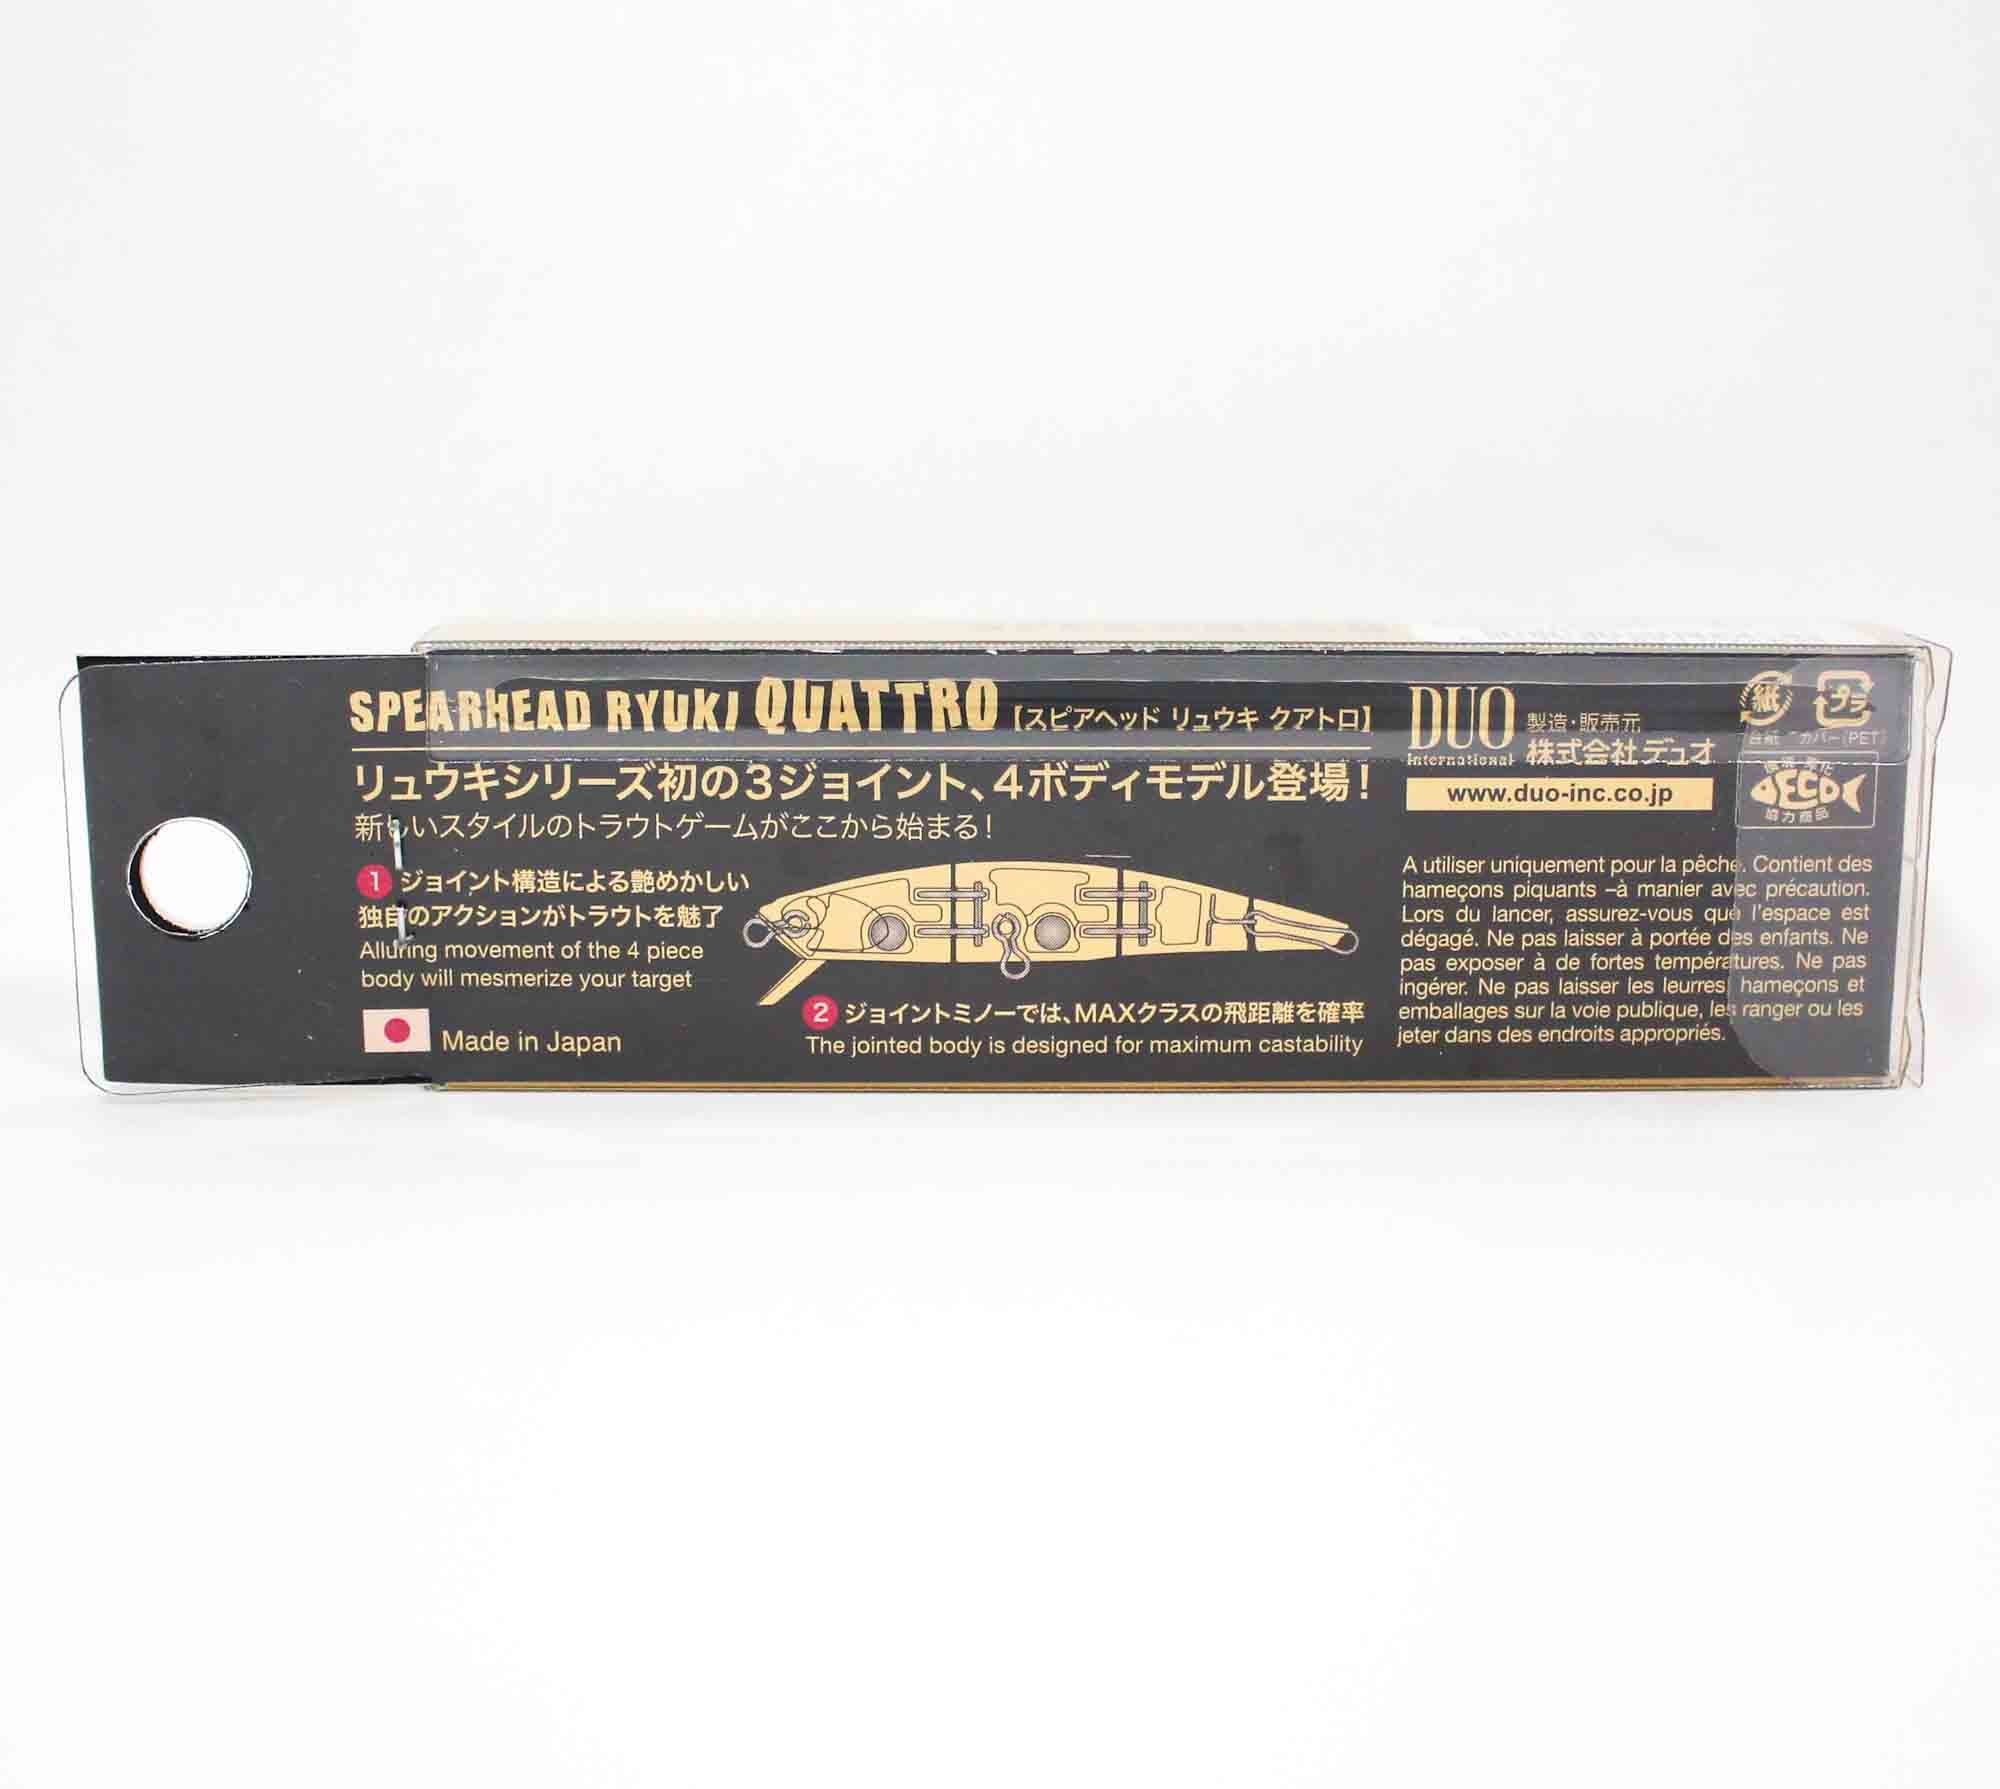 SPEARHEAD RYUKI QUATTRO【スピアヘッド リュウキ クアトロ】
リュウキシリーズ初の3ジョイント、4ボディモデル登場！
新しいスタイルのトラウトゲームがここから始まる！
1 ジョイント構造による艶めかしい
独自のアクションがトラウトを魅了
Alluring movement of the 4 piece
body will mesmerize your target
Made in Japan
2 ジョイントミノーでは、MAXクラスの飛距離を確率
The jointed body is designed for maximum castability
DUO
International
製造・販売元
株式会社デュオ
www.duo-inc.co.jp
紙
台紙
プラ
カバー(PET)
ECO
協力商品
A utiliser uniquement pour la pêche. Contient des
hameçons piquants –à manier avec précaution.
Lors du lancer, assurez-vous que l'espace est
dégagé. Ne pas laisser à portée des enfants. Ne
pas exposer à de fortes températures. Ne pas
ingérer. Ne pas laisser les leurres, hameçons et
emballages sur la voie publique, les ranger ou les
jeter dans des endroits appropriés.